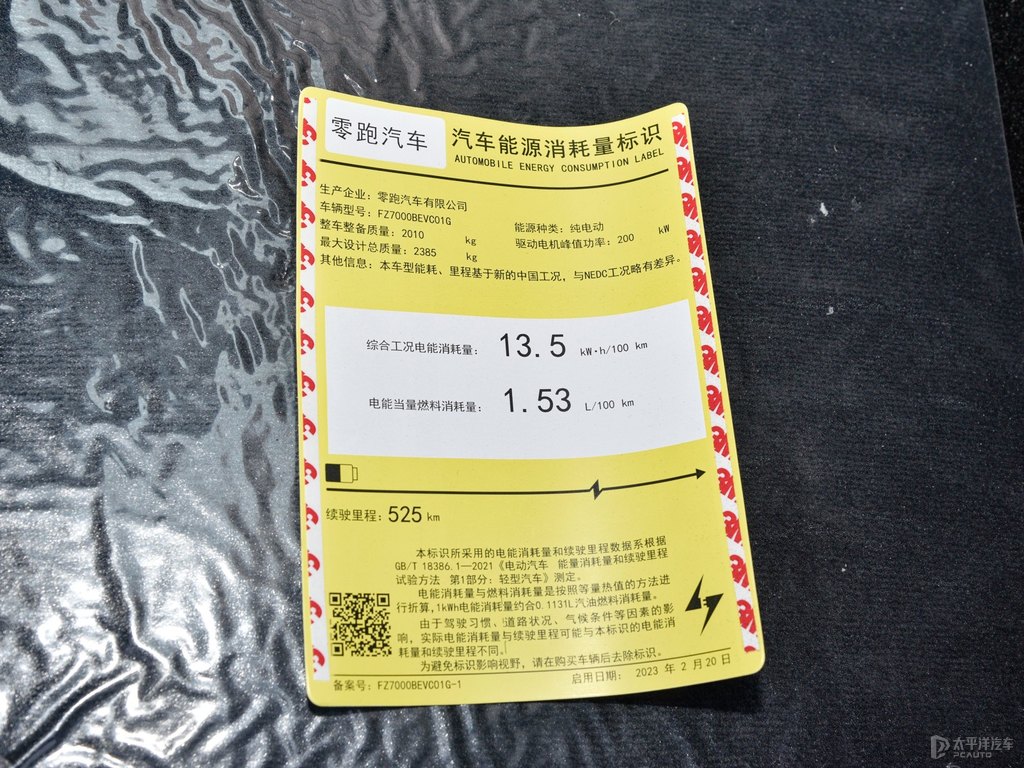 零跑汽车
汽车能源消耗量标识
AUTOMOBILE ENERGY CONSUMPTION LABEL
生产企业：零跑汽车有限公司
车辆型号：FZ7000BEVC01G
能源种类：纯电动
整车整备质量：2010 kg
驱动电机峰值功率：200 kW
最大设计总质量：2385 kg
其他信息：本车型能耗、里程基于新的中国工况，与NEDC工况略有差异。
综合工况电能消耗量：13.5 kW·h/100 km
电能当量燃料消耗量：1.53 L/100 km
续驶里程：525 km
本标识所采用的电能消耗量和续驶里程数据系根据
GB/T 18386.1—2021《电动汽车 能量消耗量和续驶里程
试验方法 第1部分：轻型汽车》测定。
电能消耗量与燃料消耗量是按照等量热值的方法进
行折算，1kWh电能消耗量约合0.1131L汽油燃料消耗量。
由于驾驶习惯、道路状况、气候条件等因素的影
响，实际电能消耗量与续驶里程可能与本标识的电能消
耗量和续驶里程不同。
为避免标识影响视野，请在购买车辆后去除标识。
备案号：FZ7000BEVC01G-1
启用日期： 2023 年 2 月 20 日
太平洋汽车
PCAUTO